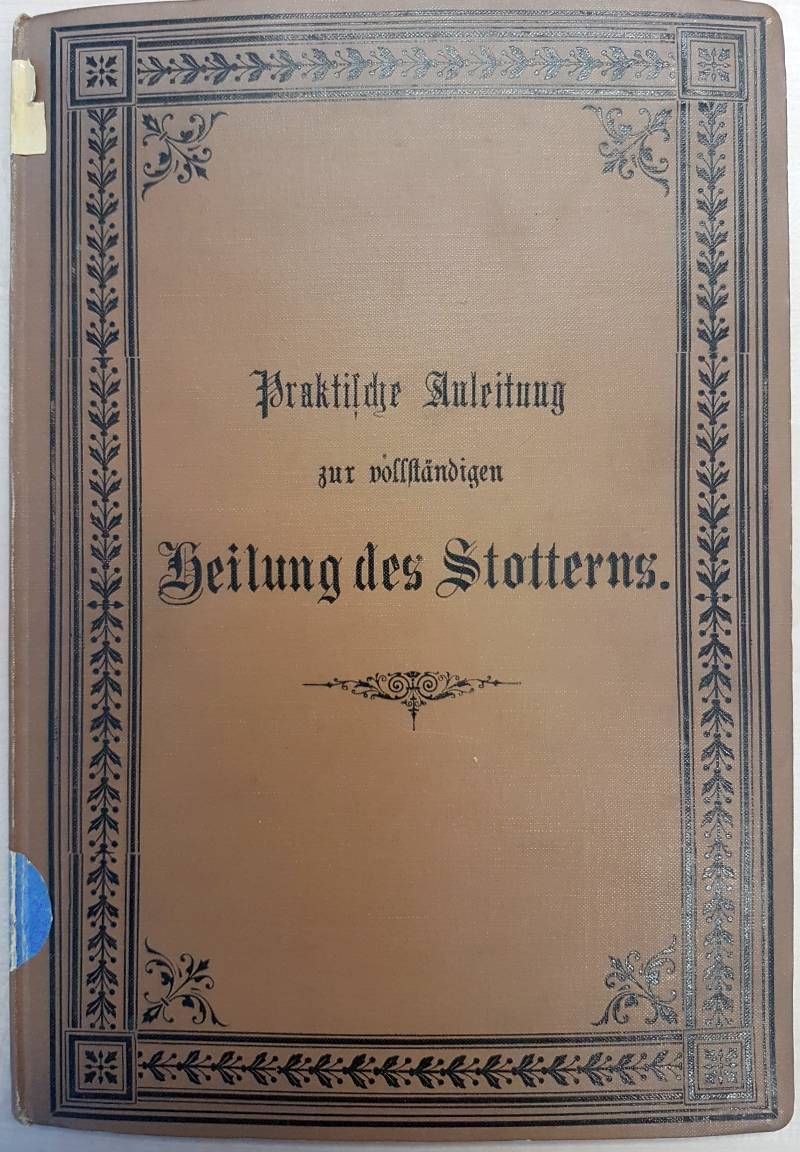 Praktiſche Anleitung
zur vollſtändigen
Heilung des Stotterns.